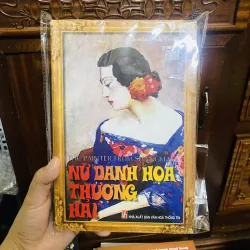 THE PAINTER FROM SHANGHAI
NỮ DANH HỌA
THƯỢNG
HẢI
NHÀ XUẤT BẢN VĂN HÓA THÔNG TIN